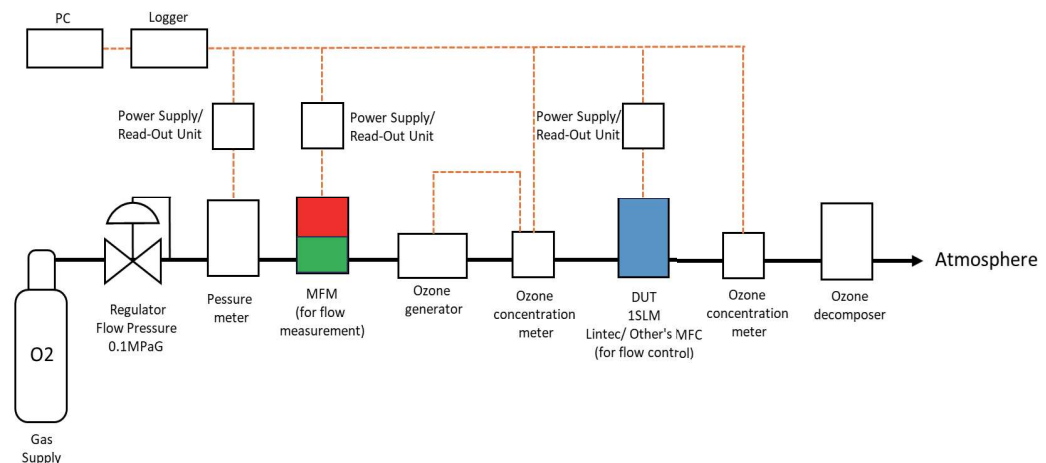 PC
Logger
Power Supply/
Read-Out Unit
Power Supply/
Read-Out Unit
Power Supply/
Read-Out Unit
O2
Gas
Supply
Regulator
Flow Pressure
0.1MPaG
Pessure
meter
MFM
(for flow
measurement)
Ozone
generator
Ozone
concentration
meter
DUT
1SLM
Lintec/ Other's MFC
(for flow control)
Ozone
concentration
meter
Ozone
decomposer
Atmosphere